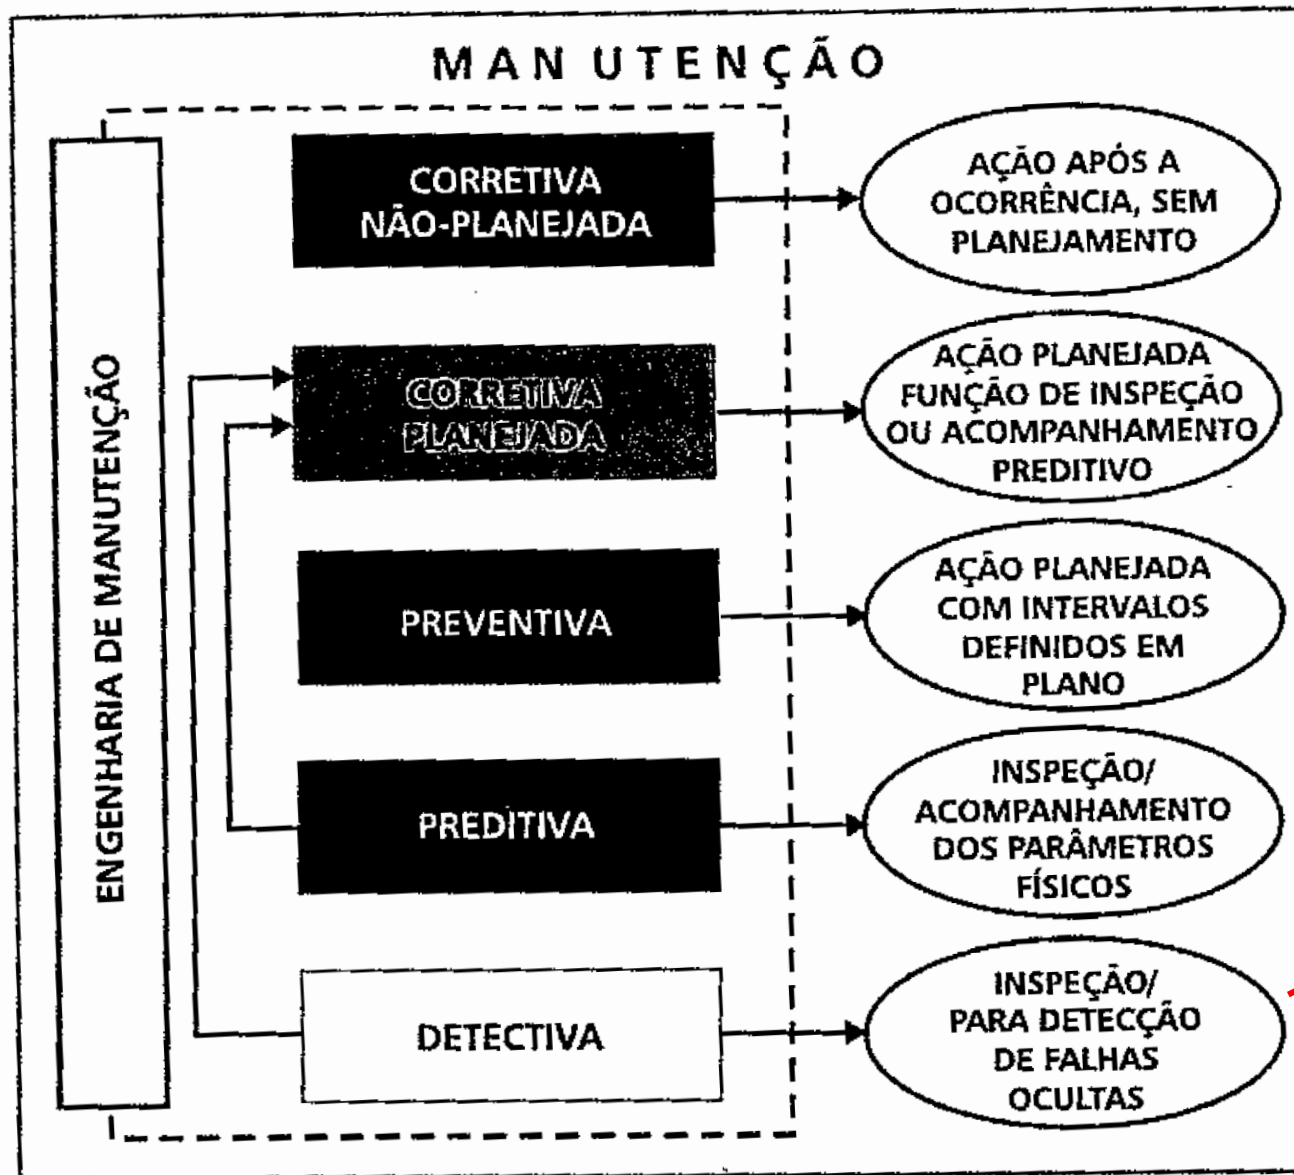 MANUTENÇÃO
ENGENHARIA DE MANUTENÇÃO
CORRETIVA
NÃO-PLANEJADA
AÇÃO APÓS A
OCORRÊNCIA, SEM
PLANEJAMENTO
CORRETIVA
PLANEJADA
AÇÃO PLANEJADA
FUNÇÃO DE INSPEÇÃO
OU ACOMPANHAMENTO
PREDITIVO
PREVENTIVA
AÇÃO PLANEJADA
COM INTERVALOS
DEFINIDOS EM
PLANO
PREDITIVA
INSPEÇÃO/
ACOMPANHAMENTO
DOS PARÂMETROS
FÍSICOS
DETECTIVA
INSPEÇÃO/
PARA DETECÇÃO
DE FALHAS
OCULTAS